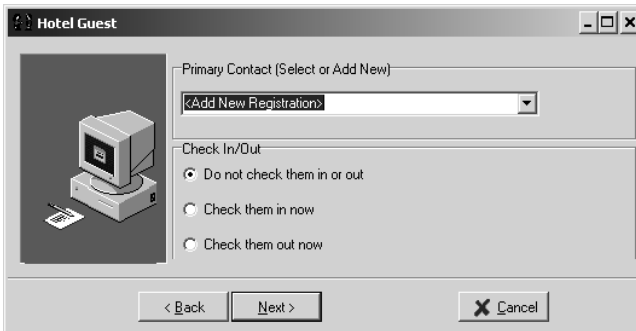 Hotel Guest
Primary Contact (Select or Add New)
<Add New Registration>
Check In/Out
Do not check them in or out
Check them in now
Check them out now
< Back
Next >
Cancel